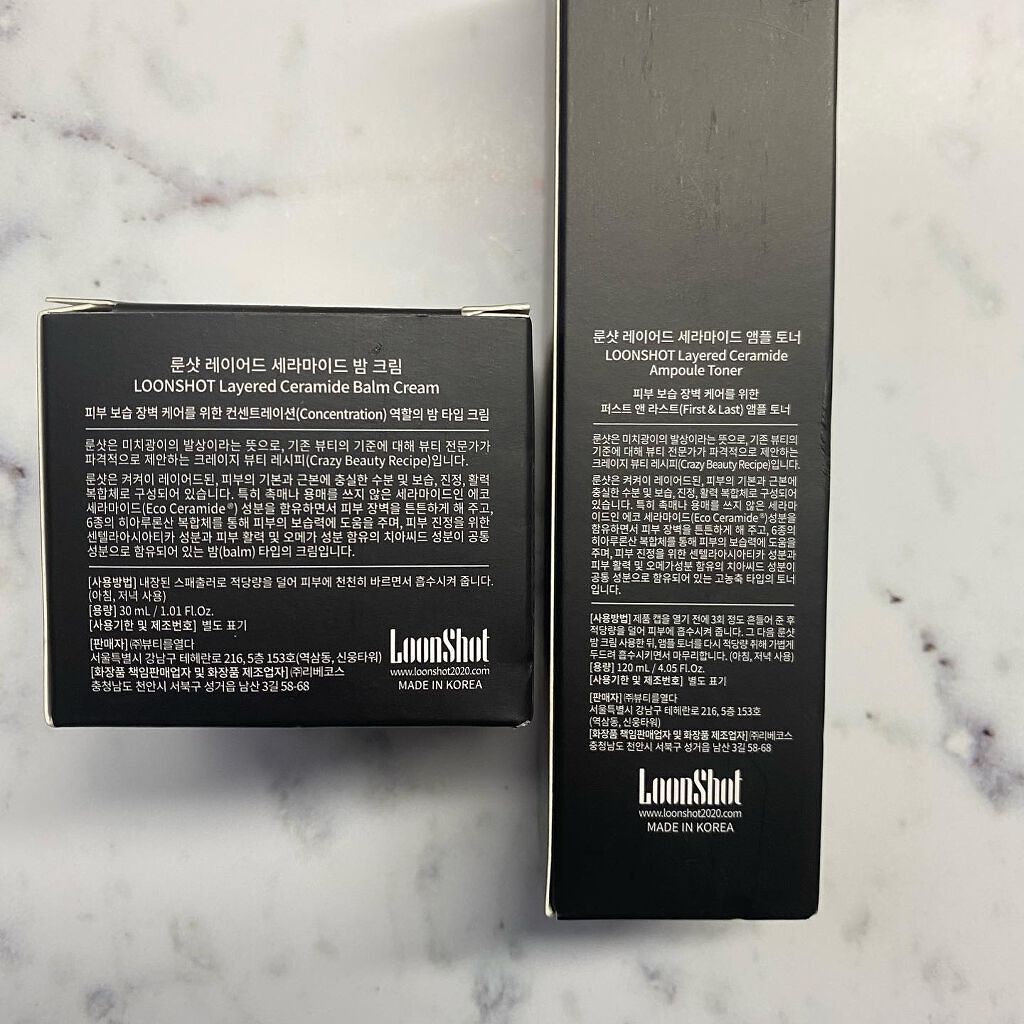 룬샷 레이어드 세라마이드 밤 크림
LOONSHOT Layered Ceramide Balm Cream
피부 보습 장벽 케어를 위한 컨센트레이션(Concentration) 역할의 밤 타입 크림
룬샷은 미치광이의 발상이라는 뜻으로, 기존 뷰티의 기준에 대해 뷰티 전문가가
파격적으로 제안하는 크레이지 뷰티 레시피(Crazy Beauty Recipe)입니다.
룬샷은 켜켜이 레이어드된, 피부의 기본과 근본에 충실한 수분 및 보습, 진정, 활력
복합체로 구성되어 있습니다. 특히 촉매나 용매를 쓰지 않은 세라마이드인 에코
세라마이드(Eco Ceramide®) 성분을 함유하면서 피부 장벽을 튼튼하게 해 주고,
6종의 히아루론산 복합체를 통해 피부의 보습력에 도움을 주며, 피부 진정을 위한
센텔라아시아티카 성분과 피부 활력 및 오메가 성분 함유의 치아씨드 성분이 공통
성분으로 함유되어 있는 밤(balm) 타입의 크림입니다.
[사용방법] 내장된 스패출러로 적당량을 덜어 피부에 천천히 바르면서 흡수시켜 줍니다.
(아침, 저녁 사용)
[용량] 30 mL / 1.01 Fl.Oz.
[사용기한 및 제조번호] 별도 표기
[판매자] ㈜뷰티를열다
서울특별시 강남구 테헤란로 216, 5층 153호(역삼동, 신웅타워)
[화장품 책임판매업자 및 화장품 제조업자] ㈜리베코스
충청남도 천안시 서북구 성거읍 남산 3길 58-68
LoonShot
www.loonshot2020.com
MADE IN KOREA
룬샷 레이어드 세라마이드 앰플 토너
LOONSHOT Layered Ceramide
Ampoule Toner
피부 보습 장벽 케어를 위한
퍼스트 앤 라스트(First & Last) 앰플 토너
룬샷은 미치광이의 발상이라는 뜻으로, 기존 뷰티의
기준에 대해 뷰티 전문가가 파격적으로 제안하는
크레이지 뷰티 레시피(Crazy Beauty Recipe)입니다.
룬샷은 켜켜이 레이어드된, 피부의 기본과 근본에
충실한 수분 및 보습, 진정, 활력 복합체로 구성되어
있습니다. 특히 촉매나 용매를 쓰지 않은 세라마
이드인 에코 세라마이드(Eco Ceramide®)성분을
함유하면서 피부 장벽을 튼튼하게 해 주고, 6종의
히아루론산 복합체를 통해 피부의 보습력에 도움을
주며, 피부 진정을 위한 센텔라아시아티카 성분과
피부 활력 및 오메가성분 함유의 치아씨드 성분이
공통 성분으로 함유되어 있는 고농축 타입의 토너
입니다.
[사용방법] 제품 캡을 열기 전에 3회 정도 흔들어 준 후
적당량을 덜어 피부에 흡수시켜 줍니다. 그 다음 룬샷
밤 크림 사용한 뒤, 앰플 토너를 다시 적당량 취해 가볍게
두드려 흡수시키면서 마무리합니다. (아침, 저녁 사용)
[용량] 120 mL / 4.05 Fl.Oz.
[사용기한 및 제조번호] 별도 표기
[판매자] ㈜뷰티를열다
서울특별시 강남구 테헤란로 216, 5층 153호
(역삼동, 신웅타워)
[화장품 책임판매업자 및 화장품 제조업자] ㈜리베코스
충청남도 천안시 서북구 성거읍 남산 3길 58-68
LoonShot
www.loonshot2020.com
MADE IN KOREA